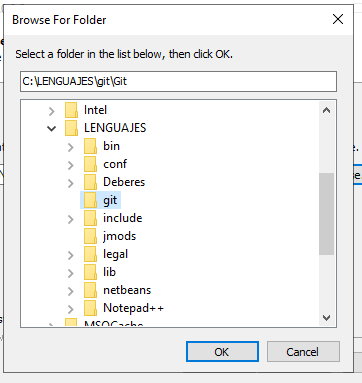 Browse For Folder
Select a folder in the list below, then click OK.
C:\LENGUAJES\git\Git
Intel
LENGUAJES
bin
conf
Deberes
git
include
jmods
legal
lib
netbeans
Notepad++
MSOCache
OK
Cancel